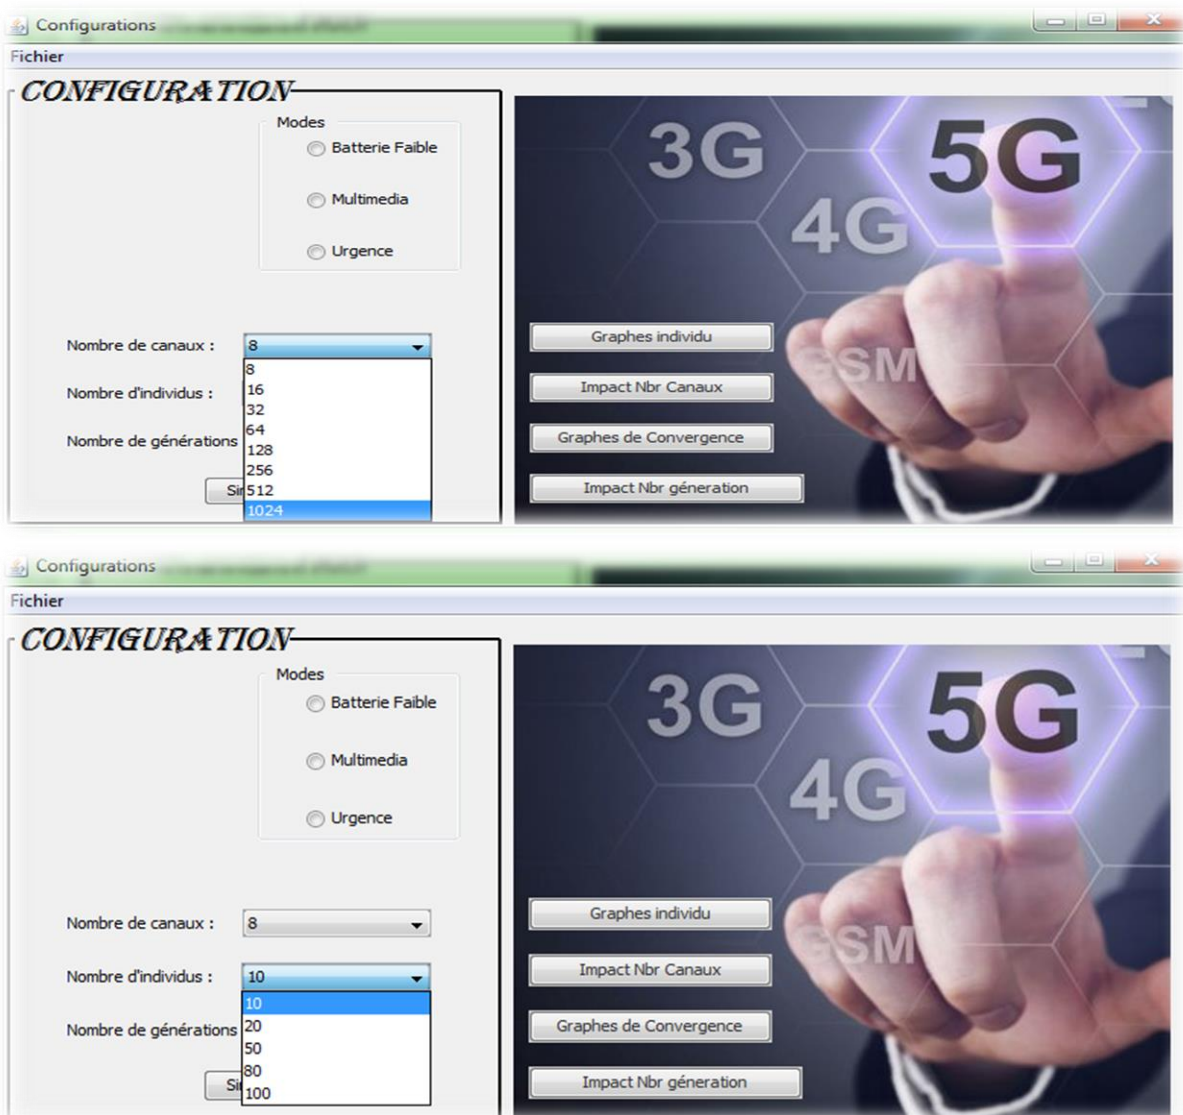 Configurations
Fichier
CONFIGURATION
Modes
Batterie Faible
Multimedia
Urgence
Nombre de canaux : 8
8
16
32
64
128
256
512
1024
Nombre d'individus :
Nombre de générations
3G
4G
5G
GSM
Graphes individu
Impact Nbr Canaux
Graphes de Convergence
Impact Nbr géneration
Configurations
Fichier
CONFIGURATION
Modes
Batterie Faible
Multimedia
Urgence
Nombre de canaux : 8
Nombre d'individus : 10
10
20
50
80
100
Nombre de générations
3G
4G
5G
GSM
Graphes individu
Impact Nbr Canaux
Graphes de Convergence
Impact Nbr géneration